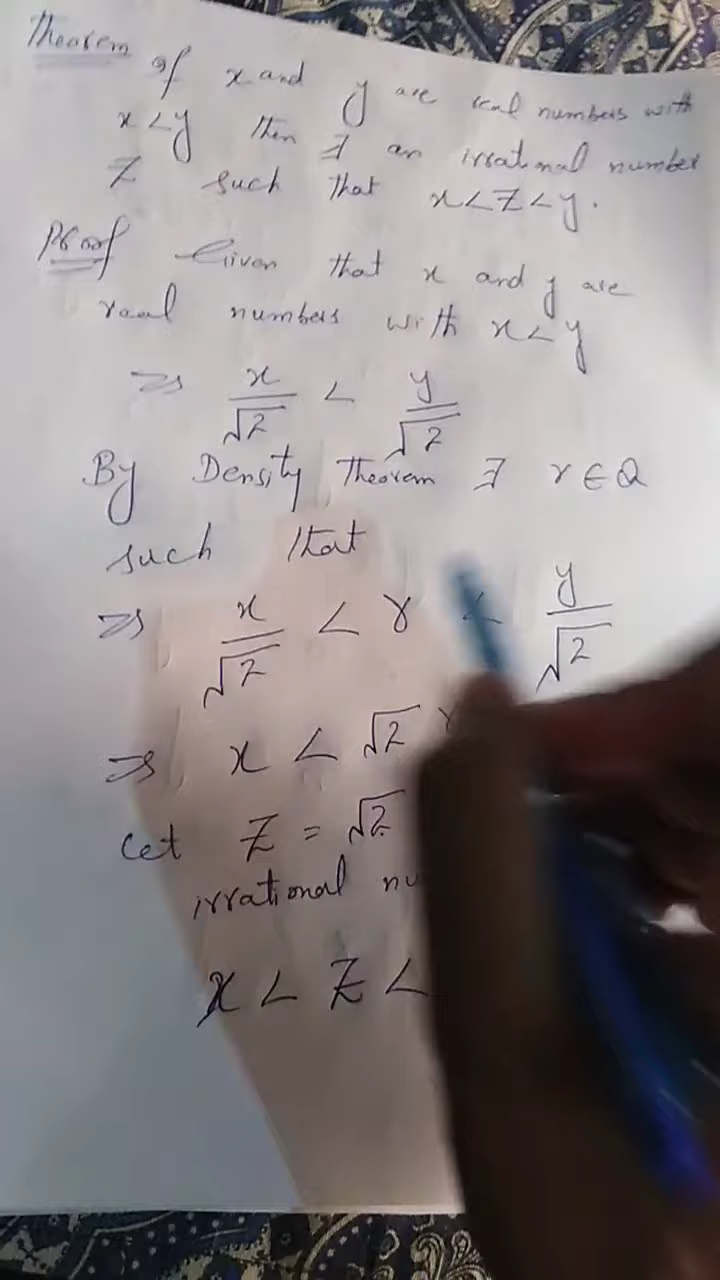 Theorem If x and y are real numbers with
x<y then ∃ an irrational number
Z such that x<Z<y.
Proof Given that x and y are
real numbers with x<y
⇒ x/√2 < y/√2
By Density Theorem ∃ r∈Q
such that
⇒ x/√2 < r < y/√2
⇒ x < √2 r
Let Z = √2
irrational
x < Z <